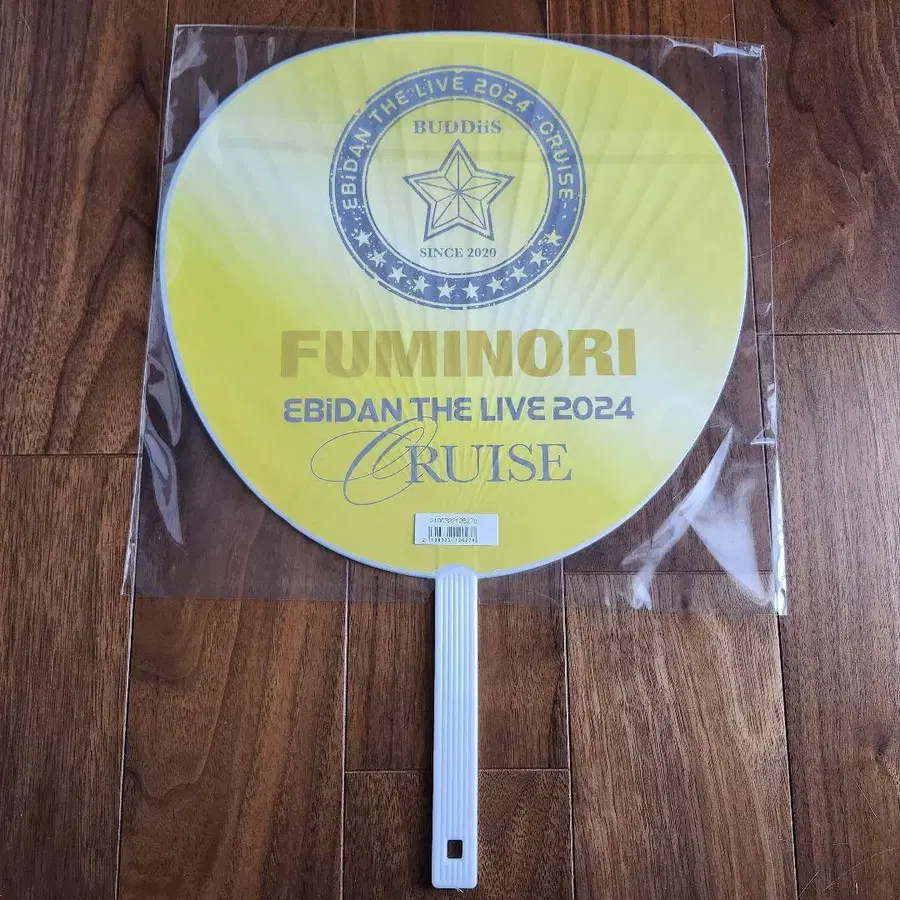 ·EBiDAN THE LIVE 2024 -CRUISE-
BUDDiiS
SINCE 2020
FUMINORI
EBiDAN THE LIVE 2024
CRUISE